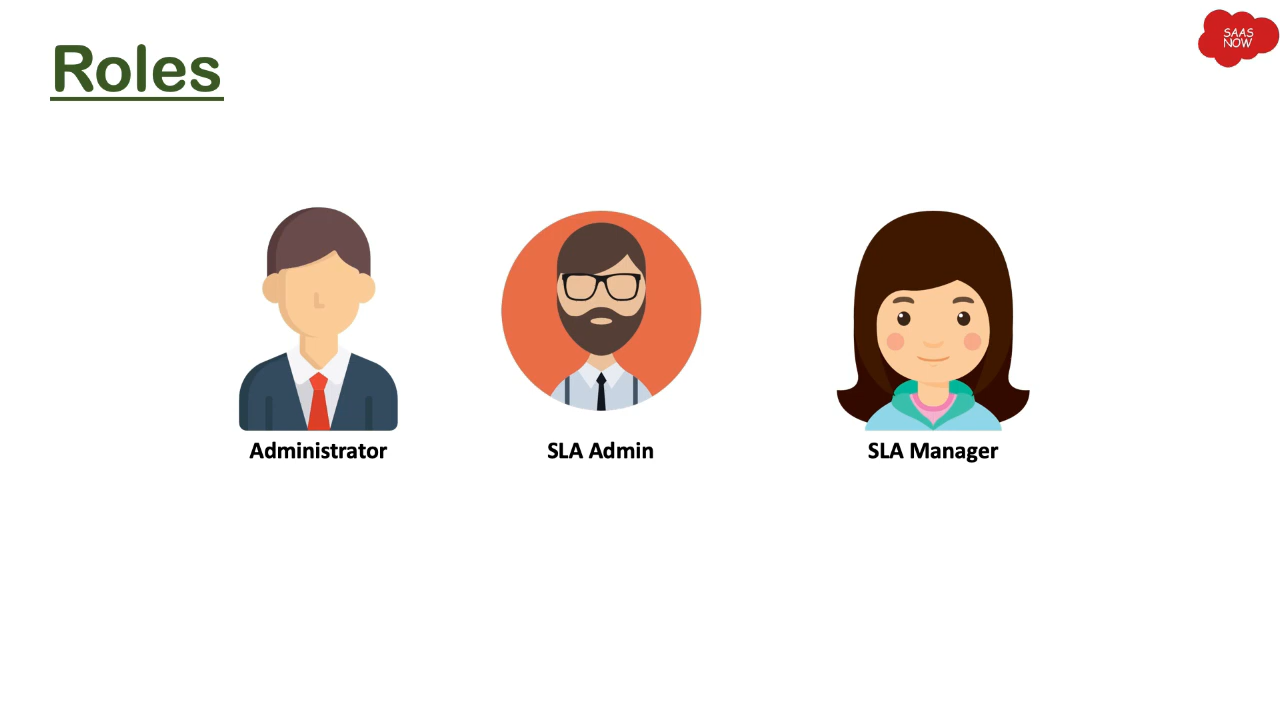 Roles
SAAS
NOW
Administrator
SLA Admin
SLA Manager